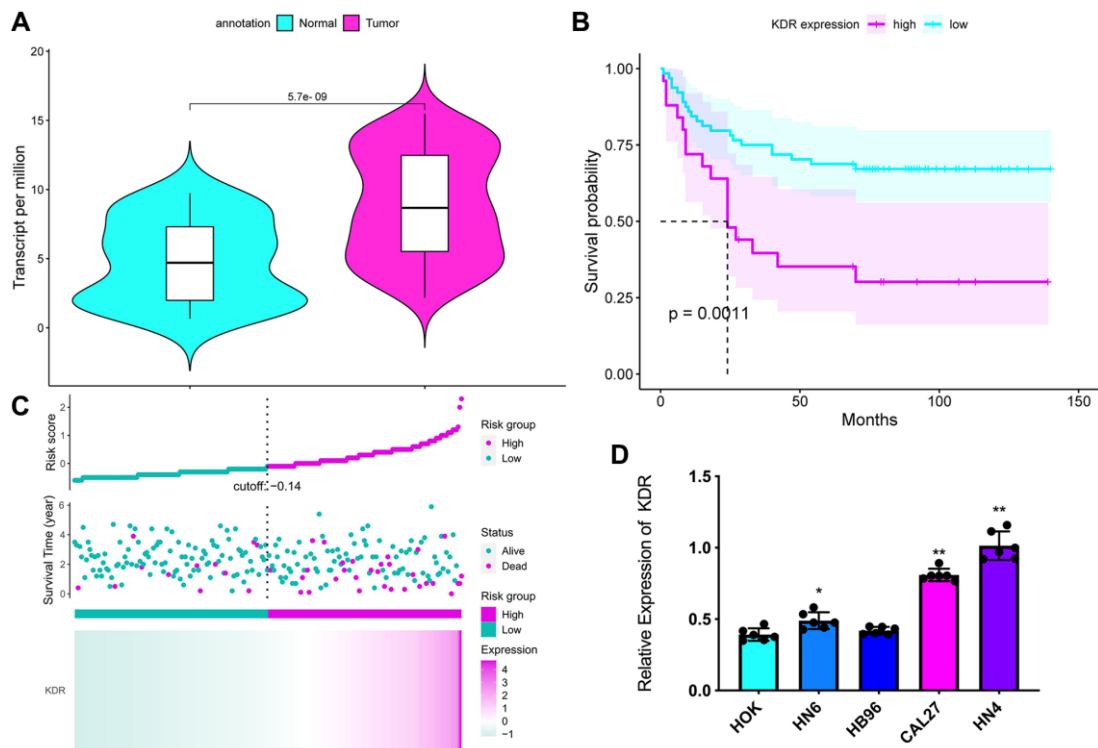 A
annotation Normal Tumor
20
15
10
5
0
Transcript per million
5.7e- 09
B
KDR expression high low
1.00
0.75
0.50
0.25
0.00
Survival probability
p = 0.0011
0 50 100 150
Months
C
2
1
0
Risk score
cutoff: −0.14
Risk group
High
Low
6
4
2
0
Survival Time (year)
Status
Alive
Dead
Risk group
High
Low
KDR
Expression
4
3
2
1
0
−1
D
1.5
1.0
0.5
0.0
Relative Expression of KDR
*
**
**
HOK
HN6
HB96
CAL27
HN4